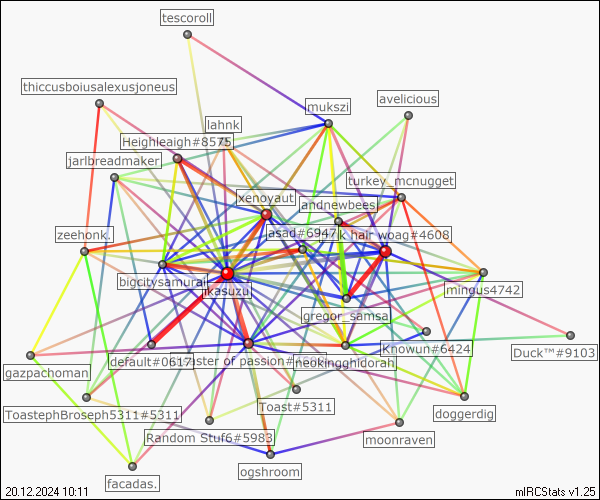 tescoroll
thiccusboiusalexusjoneus
avelicious
mukszi
lahnk
Heighleaigh#8575
jarlbreadmaker
turkey_mcnugget
xenoyaut
andnewbees
zeehonk.
asad#6947
k hair woag#4608
bigcitysamurai
jikasuzu
mingus4742
gregor_samsa
Knowun#6424
Duck™#9103
gazpachoman
default#0617
aster of passion#
neokingghidorah
ToastephBroseph5311#5311
Toast#5311
doggerdig
Random Stuf6#5983
moonraven
ogshroom
facadas.
20.12.2024 10:11
mIRCStats v1.25